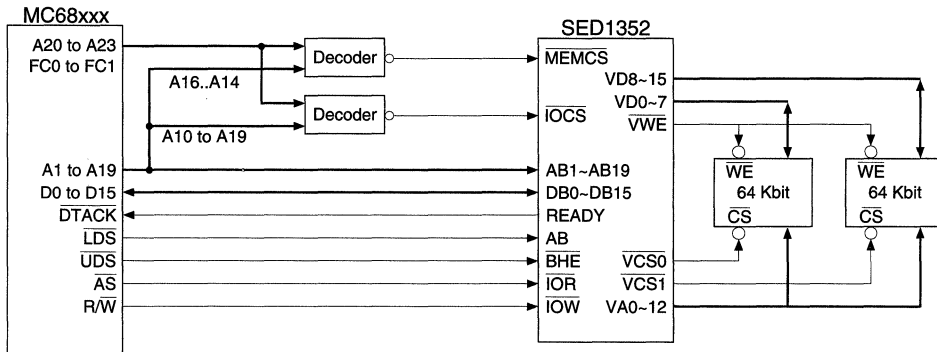 MC68xxx
SED1352
A20 to A23
FC0 to FC1
Decoder
A16..A14
Decoder
A10 to A19
A1 to A19
D0 to D15
DTACK
LDS
UDS
AS
R/W
MEMCS
IOCS
AB1~AB19
DB0~DB15
READY
AB
BHE
IOR
IOW
VD8~15
VD0~7
VWE
VCS0
VCS1
VA0~12
WE
64 Kbit
CS
WE
64 Kbit
CS